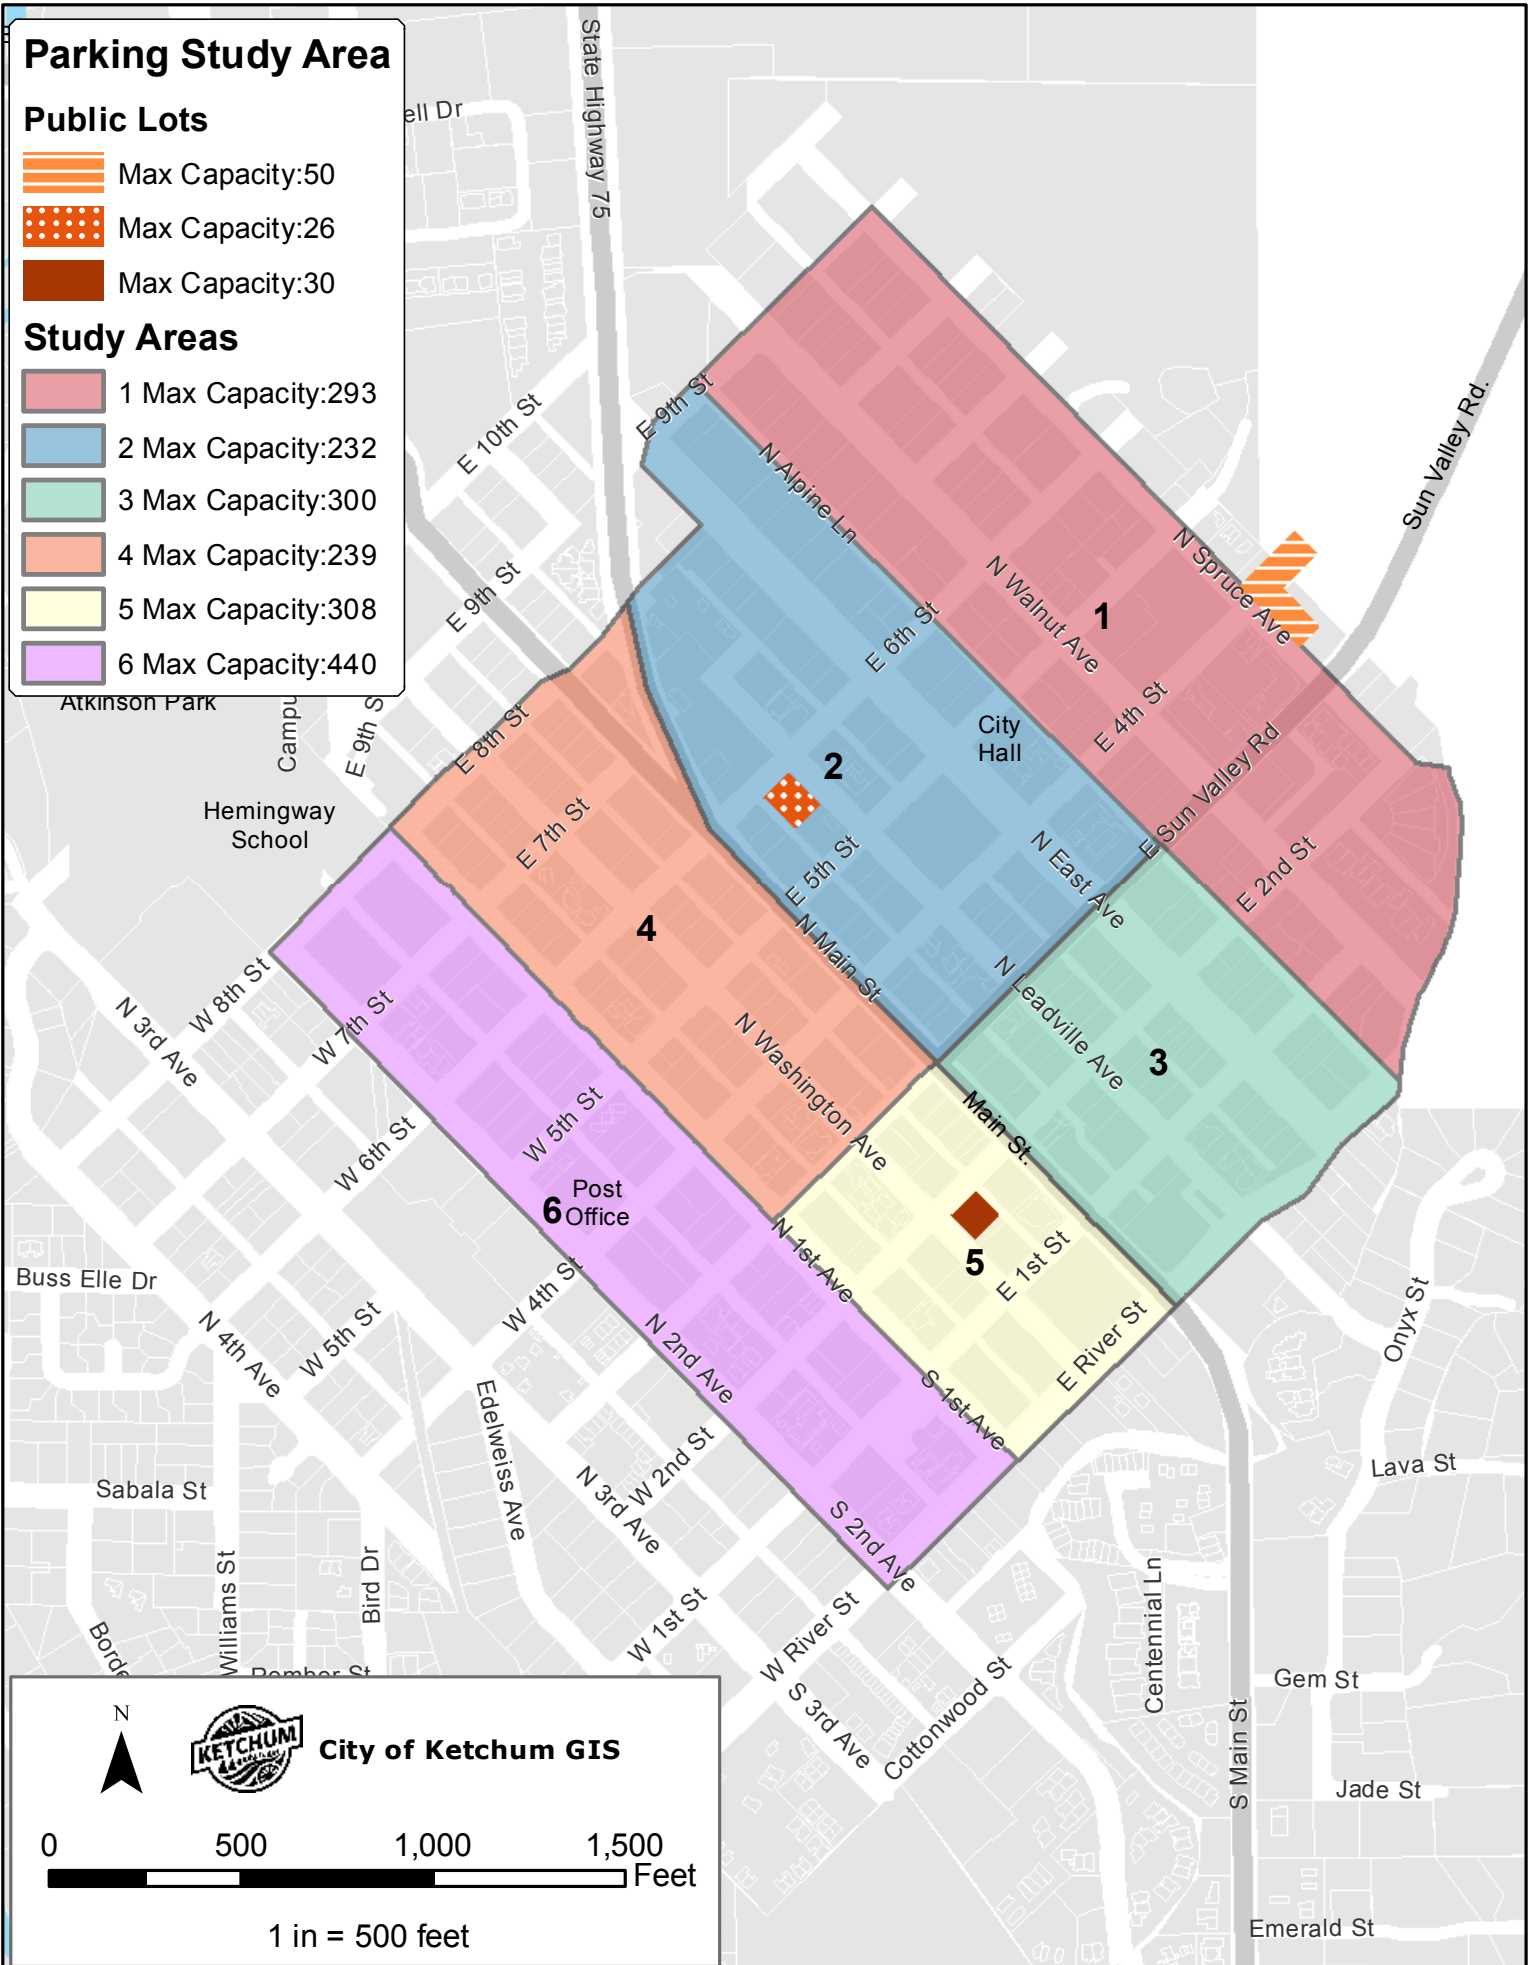 Parking Study Area
Public Lots
Max Capacity:50
Max Capacity:26
Max Capacity:30
Study Areas
1 Max Capacity:293
2 Max Capacity:232
3 Max Capacity:300
4 Max Capacity:239
5 Max Capacity:308
6 Max Capacity:440
ell Dr
State Highway 75
E 9th St
E 10th St
N Alpine Ln
Sun Valley Rd.
E 9th St
N Spruce Ave
N Walnut Ave
1
E 6th St
Atkinson Park
Campu
E 9th S
E 8th St
E 4th St
City
Hall
2
E Sun Valley Rd
Hemingway
School
E 7th St
E 5th St
N East Ave
E 2nd St
4
N Main St
W 8th St
N 3rd Ave
W 7th St
N Leadville Ave
3
N Washington Ave
Main St.
W 5th St
W 6th St
Post
Office
6
5
E 1st St
N 1st Ave
Buss Elle Dr
W 4th St
N 4th Ave
W 5th St
N 2nd Ave
E River St
Onyx St
S 1st Ave
Edelweiss Ave
W 2nd St
N 3rd Ave
Lava St
Sabala St
S 2nd Ave
Williams St
Bird Dr
Centennial Ln
Borde
W 1st St
W River St
Gem St
S 3rd Ave
Cottonwood St
S Main St
Jade St
Emerald St
N
KETCHUM
City of Ketchum GIS
0 500 1,000 1,500
Feet
1 in = 500 feet